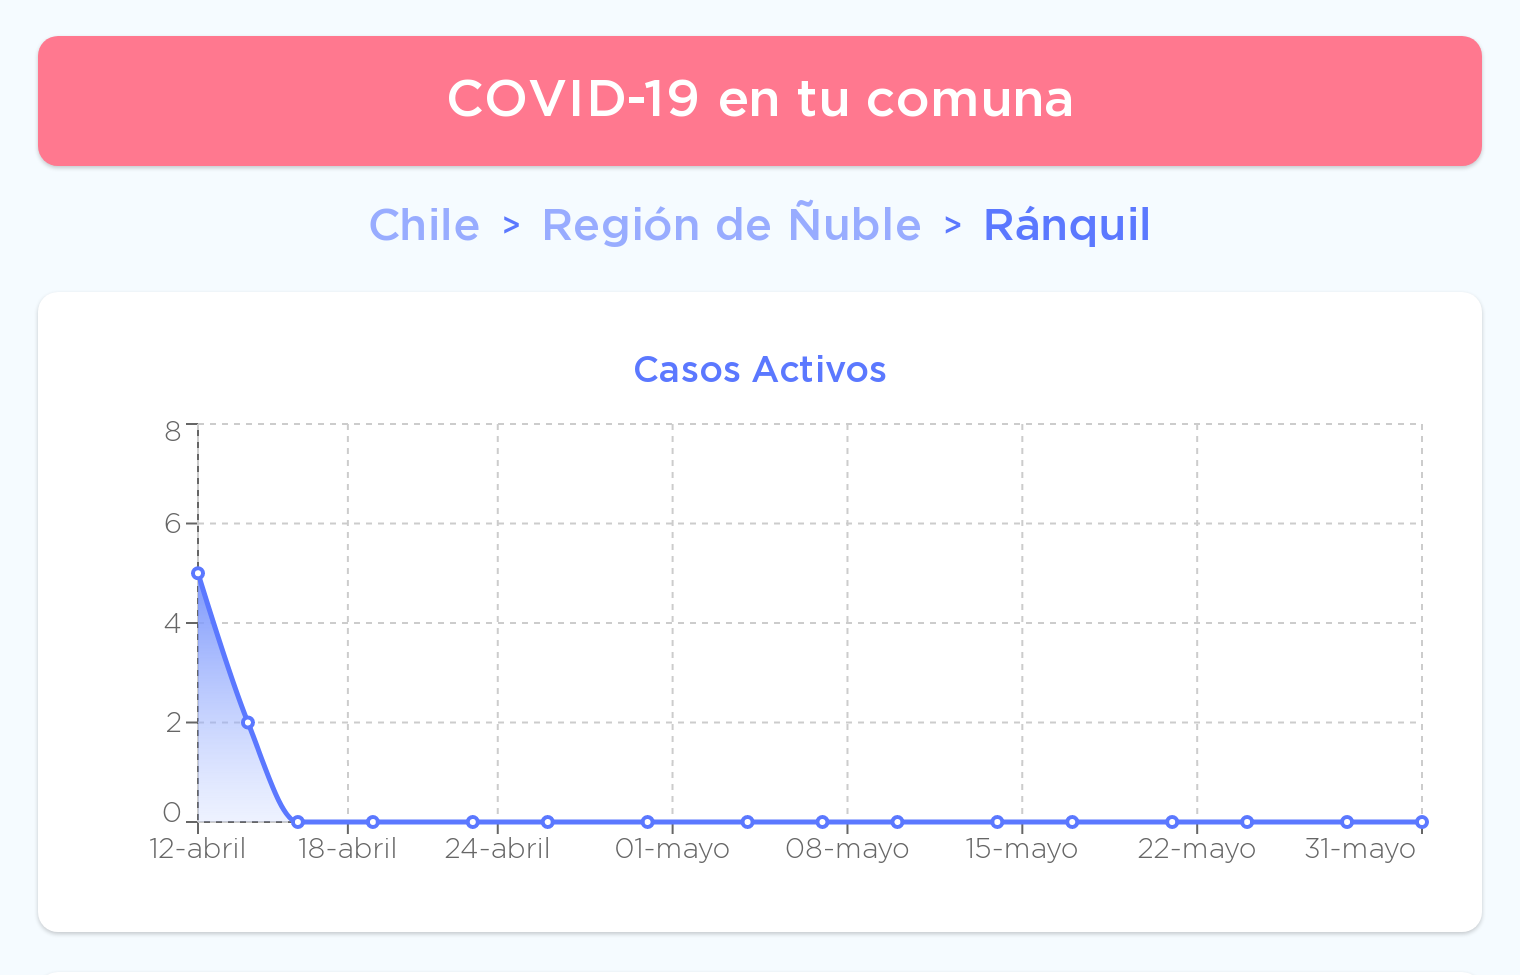 COVID-19 en tu comuna
Chile > Región de Ñuble > Ránquil
Casos Activos
8
6
4
2
0
12-abril 18-abril 24-abril 01-mayo 08-mayo 15-mayo 22-mayo 31-mayo